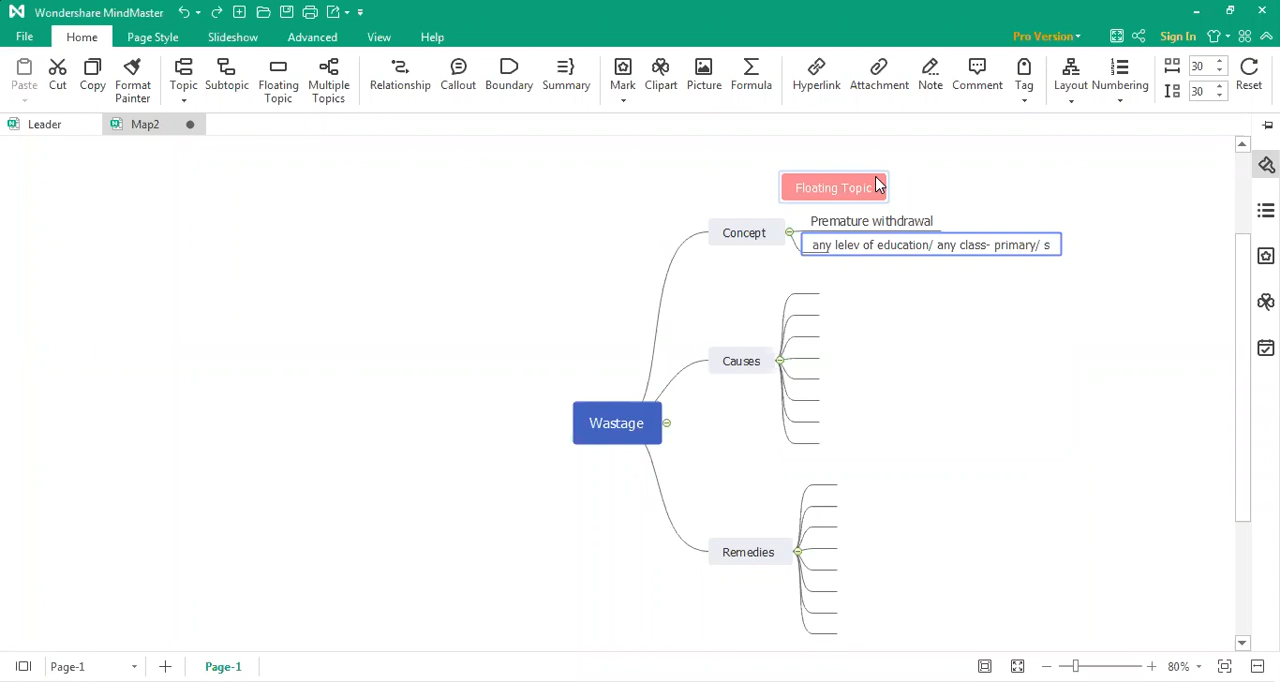 Wondershare MindMaster
File Home Page Style Slideshow Advanced View Help Pro Version Sign In
Paste Cut Copy Format Painter Topic Subtopic Floating Topic Multiple Topics Relationship Callout Boundary Summary Mark Clipart Picture Formula Hyperlink Attachment Note Comment Tag Layout Numbering 30 30 Reset
Leader Map2
Floating Topic
Premature withdrawal
Concept
any lelev of education/ any class- primary/ s
Causes
Wastage
Remedies
Page-1 Page-1 80%